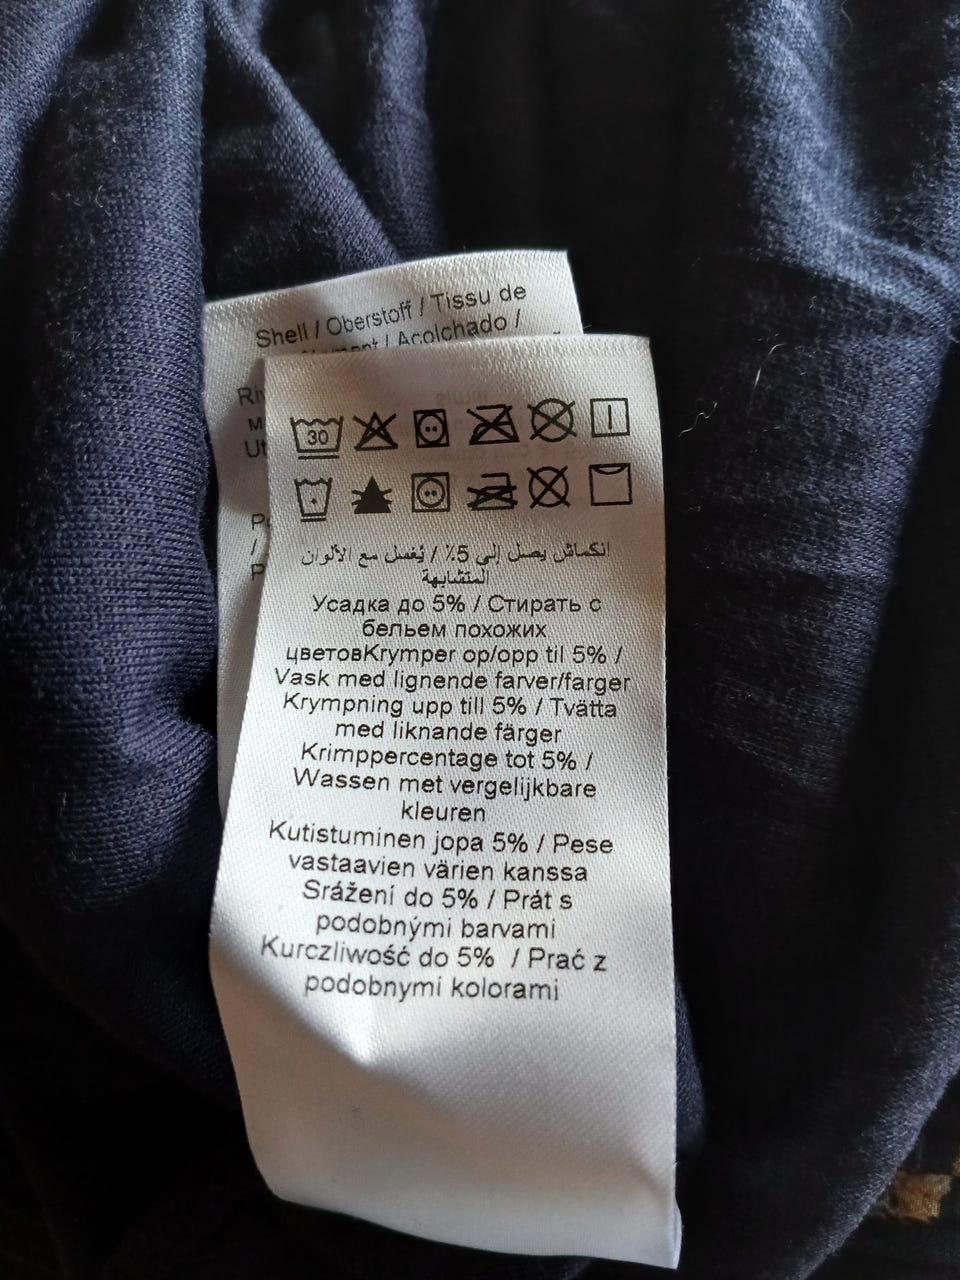 Shell / Oberstoff / Tissu de
/ Acolchado /
30
انكماش يصل إلى 5٪ / يُغسل مع الألوان
المتشابهة
Усадка до 5% / Стирать с
бельем похожих
цветовKrymper op/opp til 5% /
Vask med lignende farver/farger
Krympning upp till 5% / Tvätta
med liknande färger
Krimppercentage tot 5% /
Wassen met vergelijkbare
kleuren
Kutistuminen jopa 5% / Pese
vastaavien värien kanssa
Srážení do 5% / Prát s
podobnými barvami
Kurczliwość do 5% / Prać z
podobnymi kolorami